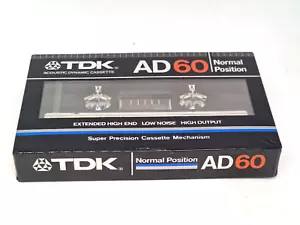 TDK
ACOUSTIC DYNAMIC CASSETTE
AD 60
Normal
Position
EXTENDED HIGH END LOW NOISE HIGH OUTPUT
Super Precision Cassette Mechanism
TDK
Normal Position
AD 60